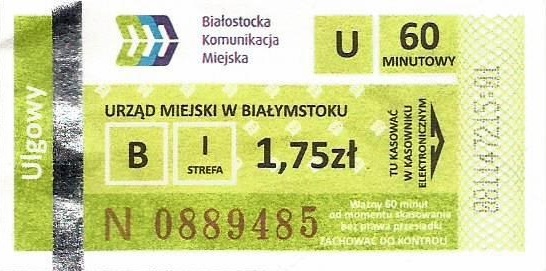 Ulgowy
Białostocka
Komunikacja
Miejska
U
60
MINUTOWY
URZĄD MIEJSKI W BIAŁYMSTOKU
B
I
STREFA
1,75zł
TU KASOWAĆ
W KASOWNIKU
ELEKTRONICZNYM
N 0889485
Ważny 60 minut
od momentu skasowania
bez prawa przesiadki
ZACHOWAĆ DO KONTROLI